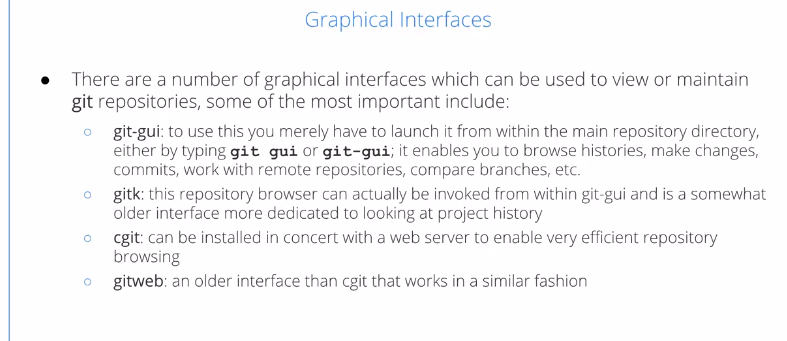 Graphical Interfaces
● There are a number of graphical interfaces which can be used to view or maintain
git repositories, some of the most important include:
○ git-gui: to use this you merely have to launch it from within the main repository directory,
either by typing git gui or git-gui; it enables you to browse histories, make changes,
commits, work with remote repositories, compare branches, etc.
○ gitk: this repository browser can actually be invoked from within git-gui and is a somewhat
older interface more dedicated to looking at project history
○ cgit: can be installed in concert with a web server to enable very efficient repository
browsing
○ gitweb: an older interface than cgit that works in a similar fashion